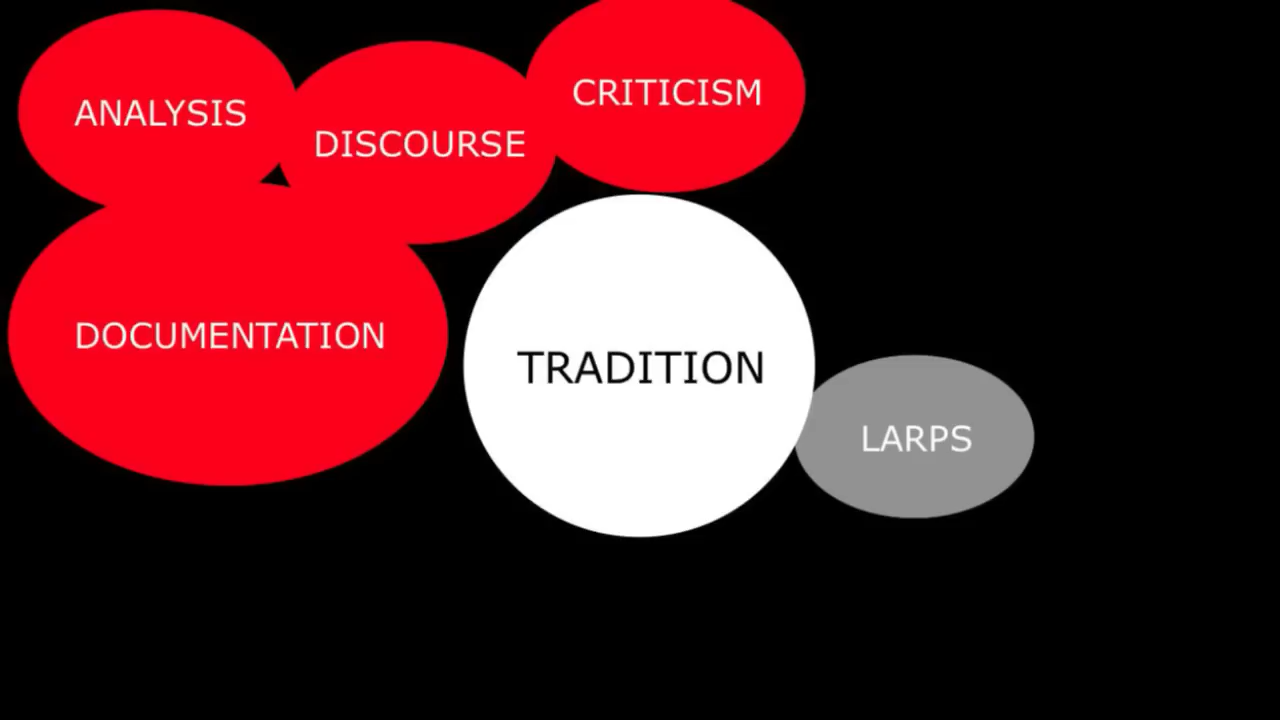 ANALYSIS
DISCOURSE
CRITICISM
DOCUMENTATION
TRADITION
LARPS